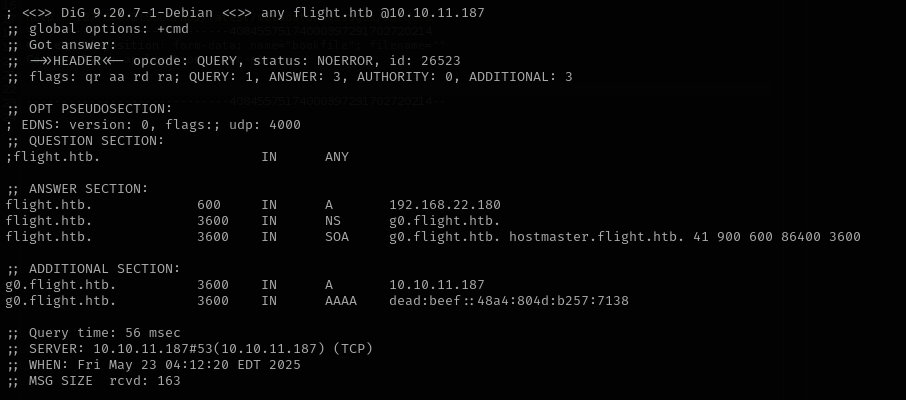 ; <<>> DiG 9.20.7-1-Debian <<>> any flight.htb @10.10.11.187
;; global options: +cmd
;; Got answer:
;; ->>HEADER<<- opcode: QUERY, status: NOERROR, id: 26523
;; flags: qr aa rd ra; QUERY: 1, ANSWER: 3, AUTHORITY: 0, ADDITIONAL: 3

;; OPT PSEUDOSECTION:
; EDNS: version: 0, flags:; udp: 4000
;; QUESTION SECTION:
;flight.htb. IN ANY

;; ANSWER SECTION:
flight.htb. 600 IN A 192.168.22.180
flight.htb. 3600 IN NS g0.flight.htb.
flight.htb. 3600 IN SOA g0.flight.htb. hostmaster.flight.htb. 41 900 600 86400 3600

;; ADDITIONAL SECTION:
g0.flight.htb. 3600 IN A 10.10.11.187
g0.flight.htb. 3600 IN AAAA dead:beef::48a4:804d:b257:7138

;; Query time: 56 msec
;; SERVER: 10.10.11.187#53(10.10.11.187) (TCP)
;; WHEN: Fri May 23 04:12:20 EDT 2025
;; MSG SIZE rcvd: 163